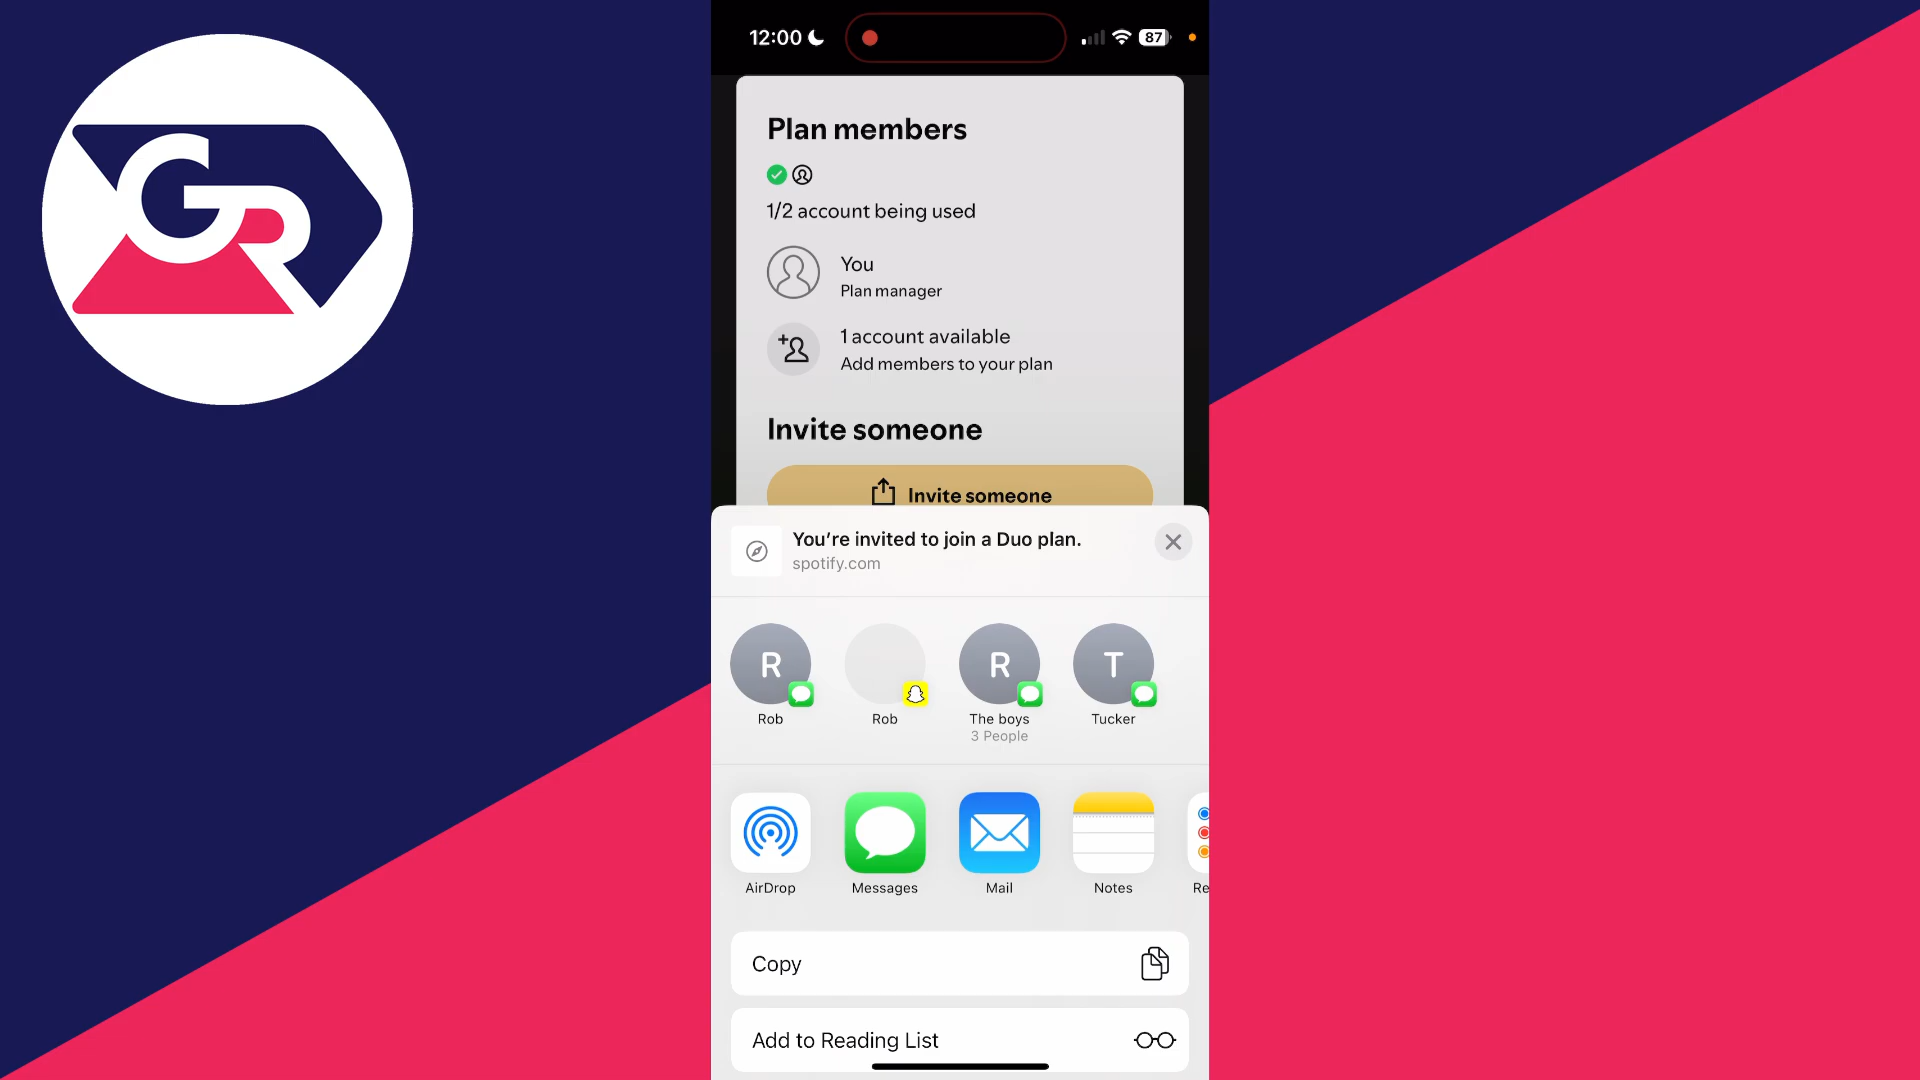 GR
12:00
87
Plan members
1/2 account being used
You
Plan manager
1 account available
Add members to your plan
Invite someone
Invite someone
You're invited to join a Duo plan.
spotify.com
R
R
T
Rob
Rob
The boys
Tucker
3 People
AirDrop
Messages
Mail
Notes
Re
Copy
Add to Reading List